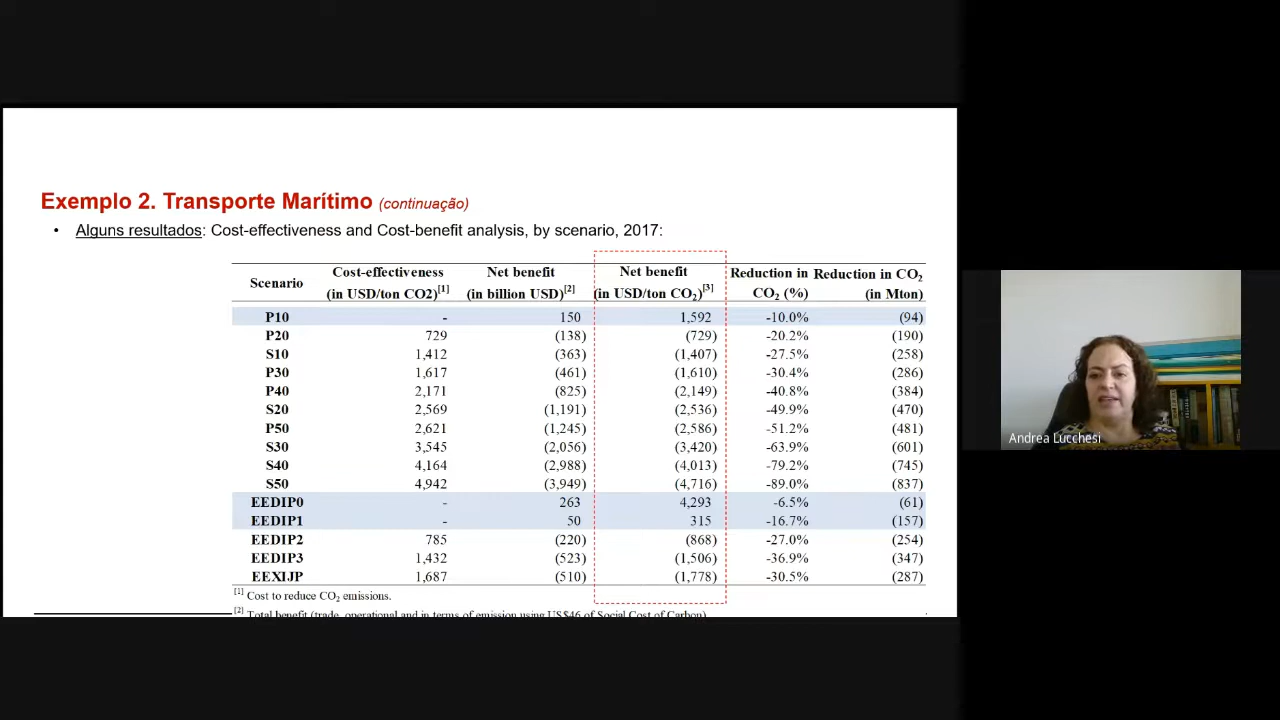 Exemplo 2. Transporte Marítimo (continuação)
• Alguns resultados: Cost-effectiveness and Cost-benefit analysis, by scenario, 2017:
Scenario Cost-effectiveness (in USD/ton CO2)[1] Net benefit (in billion USD)[2] Net benefit (in USD/ton CO2)[3] Reduction in CO2 (%) Reduction in CO2 (in Mton)
P10 - 150 1,592 -10.0% (94)
P20 729 (138) (729) -20.2% (190)
S10 1,412 (363) (1,407) -27.5% (258)
P30 1,617 (461) (1,610) -30.4% (286)
P40 2,171 (825) (2,149) -40.8% (384)
S20 2,569 (1,191) (2,536) -49.9% (470)
P50 2,621 (1,245) (2,586) -51.2% (481)
S30 3,545 (2,056) (3,420) -63.9% (601)
S40 4,164 (2,988) (4,013) -79.2% (745)
S50 4,942 (3,949) (4,716) -89.0% (837)
EEDIP0 - 263 4,293 -6.5% (61)
EEDIP1 - 50 315 -16.7% (157)
EEDIP2 785 (220) (868) -27.0% (254)
EEDIP3 1,432 (523) (1,506) -36.9% (347)
EEXIJP 1,687 (510) (1,778) -30.5% (287)
[1] Cost to reduce CO2 emissions.
[2] Total benefit (trade, operational and in terms of emission using US$46 of Social Cost of Carbon)
Andrea Lucchesi